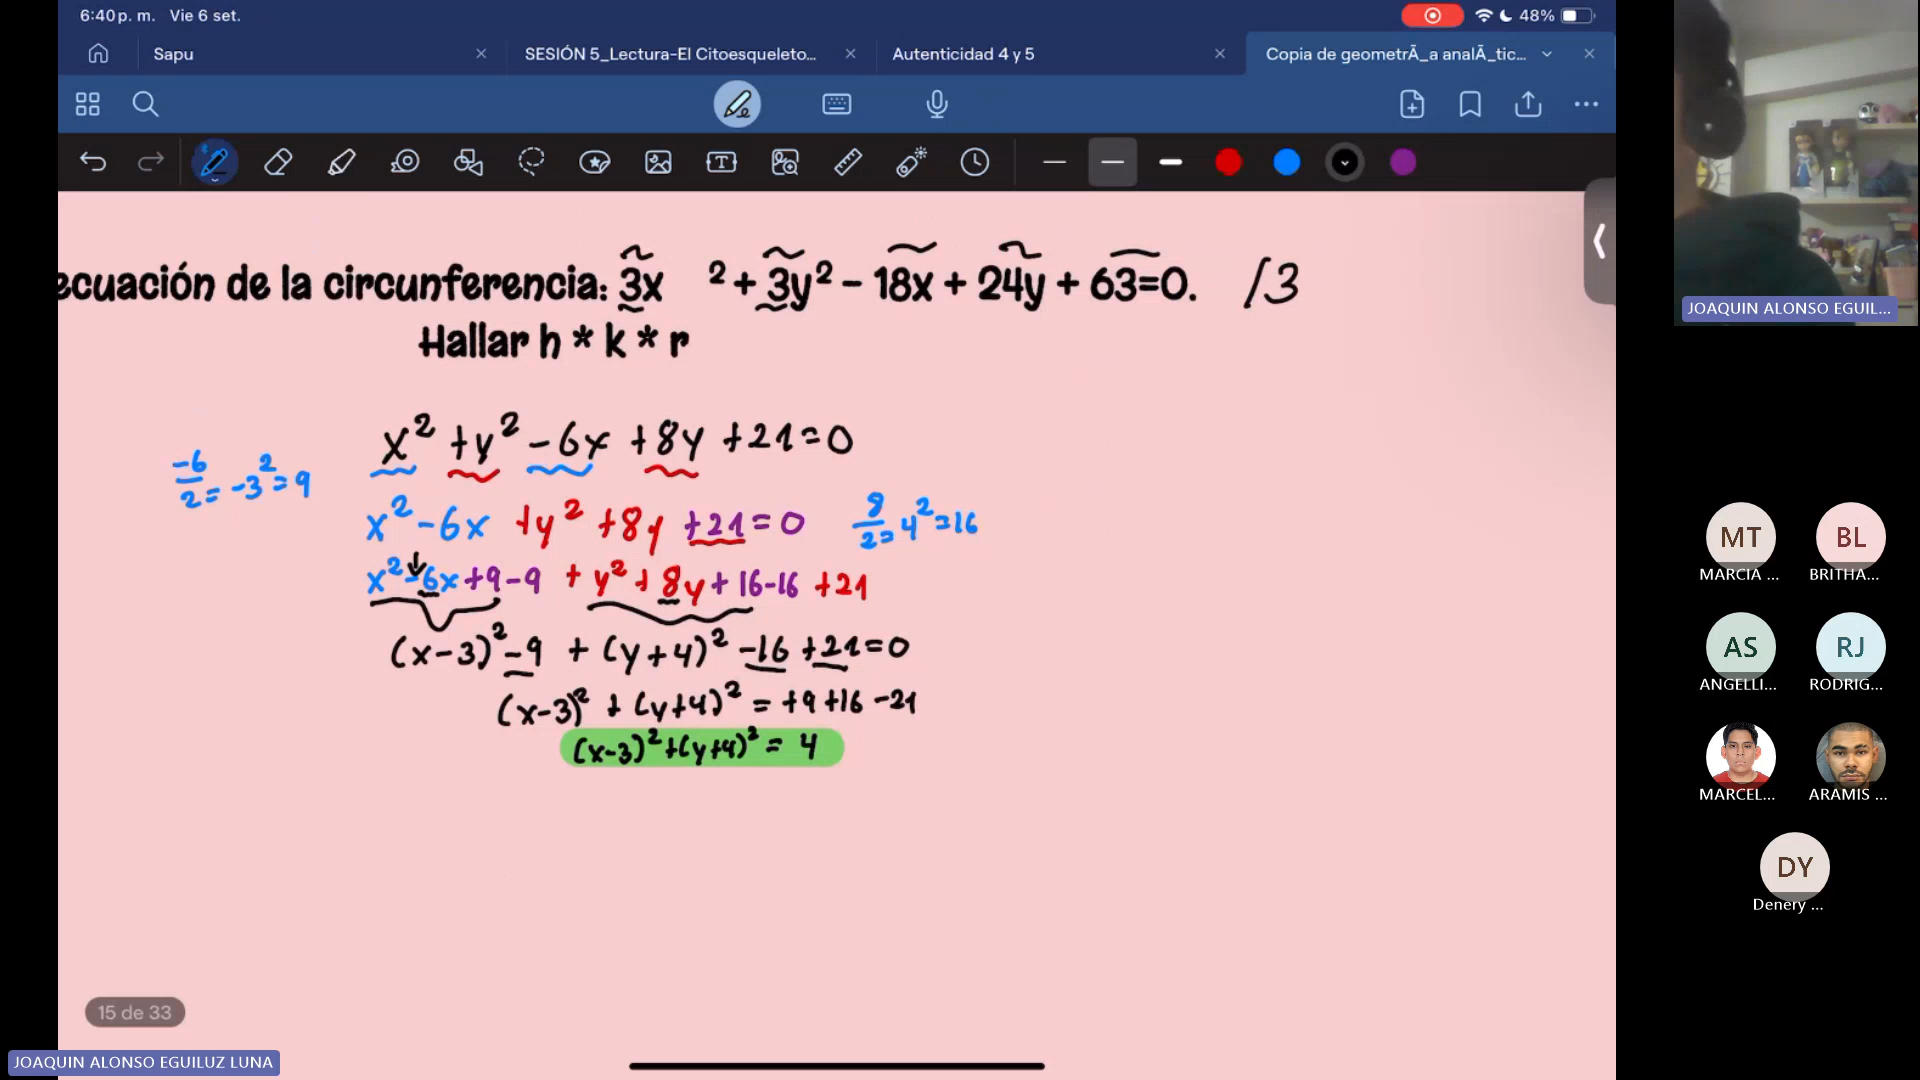 6:40 p. m. Vie 6 set.
48%
Sapu
SESIÓN 5_Lectura-El Citoesqueleto...
Autenticidad 4 y 5
Copia de geometrÃ_a analÃ_tic...
ecuación de la circunferencia: 3x ² + 3y² - 18x + 24y + 63=0. /3
Hallar h * k * r
x² + y² - 6x + 8y + 21 = 0
-6/2 = -3² = 9
x² - 6x + y² + 8y + 21 = 0
8/2 = 4² = 16
x² - 6x + 9 - 9 + y² + 8y + 16 - 16 + 21
(x-3)² - 9 + (y+4)² - 16 + 21 = 0
(x-3)² + (y+4)² = +9 +16 -21
(x-3)² + (y+4)² = 4
15 de 33
JOAQUIN ALONSO EGUILUZ LUNA
JOAQUIN ALONSO EGUIL...
MT
MARCIA ...
BL
BRITHA...
AS
ANGELLI...
RJ
RODRIG...
MARCEL...
ARAMIS ...
DY
Denery ...